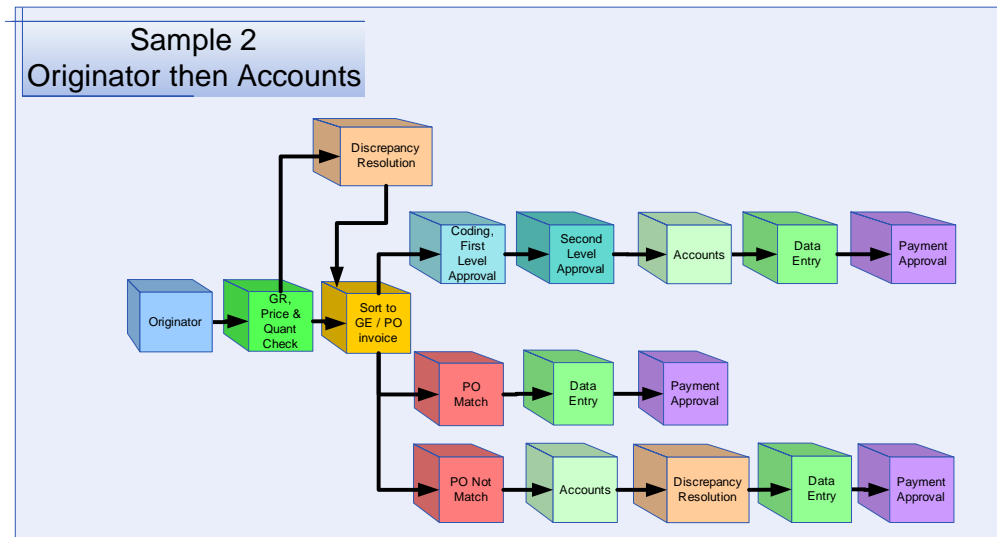 Sample 2
Originator then Accounts
Discrepancy
Resolution
Coding,
First
Level
Approval
Second
Level
Approval
Accounts
Data
Entry
Payment
Approval
Originator
GR,
Price &
Quant
Check
Sort to
GE / PO
invoice
PO
Match
Data
Entry
Payment
Approval
PO Not
Match
Accounts
Discrepancy
Resolution
Data
Entry
Payment
Approval